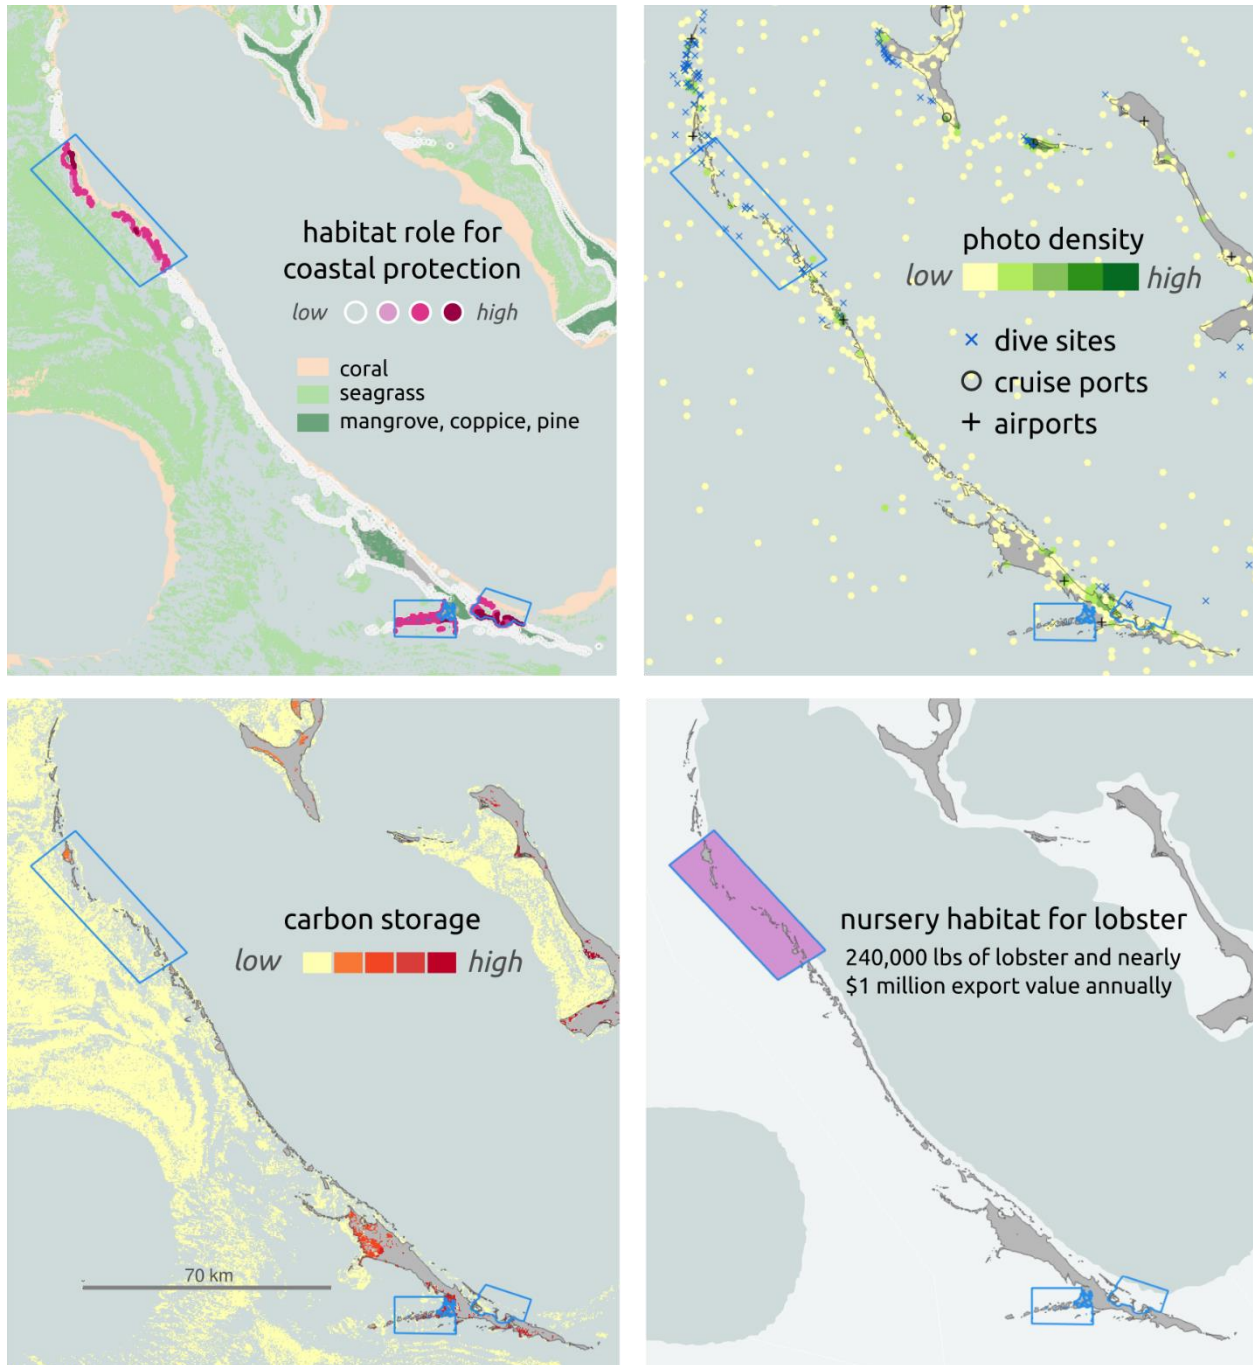 habitat role for
coastal protection
low high
coral
seagrass
mangrove, coppice, pine
photo density
low high
dive sites
cruise ports
airports
carbon storage
low high
70 km
nursery habitat for lobster
240,000 lbs of lobster and nearly
$1 million export value annually